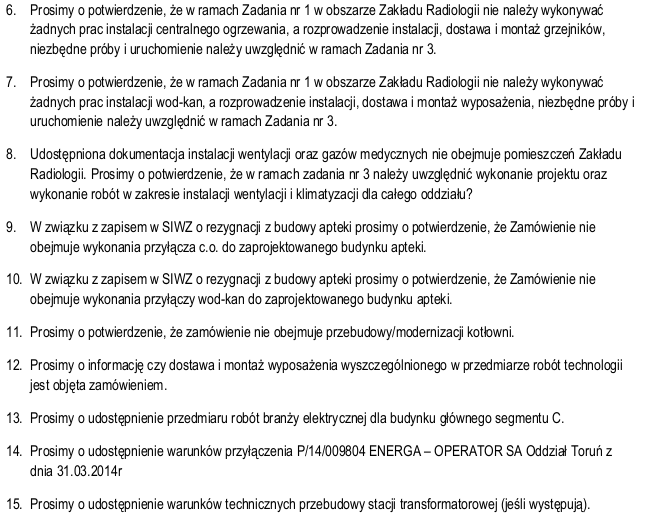 6. Prosimy o potwierdzenie, że w ramach Zadania nr 1 w obszarze Zakładu Radiologii nie należy wykonywać
żadnych prac instalacji centralnego ogrzewania, a rozprowadzenie instalacji, dostawa i montaż grzejników,
niezbędne próby i uruchomienie należy uwzględnić w ramach Zadania nr 3.
7. Prosimy o potwierdzenie, że w ramach Zadania nr 1 w obszarze Zakładu Radiologii nie należy wykonywać
żadnych prac instalacji wod-kan, a rozprowadzenie instalacji, dostawa i montaż wyposażenia, niezbędne próby i
uruchomienie należy uwzględnić w ramach Zadania nr 3.
8. Udostępniona dokumentacja instalacji wentylacji oraz gazów medycznych nie obejmuje pomieszczeń Zakładu
Radiologii. Prosimy o potwierdzenie, że w ramach zadania nr 3 należy uwzględnić wykonanie projektu oraz
wykonanie robót w zakresie instalacji wentylacji i klimatyzacji dla całego oddziału?
9. W związku z zapisem w SIWZ o rezygnacji z budowy apteki prosimy o potwierdzenie, że Zamówienie nie
obejmuje wykonania przyłącza c.o. do zaprojektowanego budynku apteki.
10. W związku z zapisem w SIWZ o rezygnacji z budowy apteki prosimy o potwierdzenie, że Zamówienie nie
obejmuje wykonania przyłączy wod-kan do zaprojektowanego budynku apteki.
11. Prosimy o potwierdzenie, że zamówienie nie obejmuje przebudowy/modernizacji kotłowni.
12. Prosimy o informację czy dostawa i montaż wyposażenia wyszczególnionego w przedmiarze robót technologii
jest objęta zamówieniem.
13. Prosimy o udostępnienie przedmiaru robót branży elektrycznej dla budynku głównego segmentu C.
14. Prosimy o udostępnienie warunków przyłączenia P/14/009804 ENERGA – OPERATOR SA Oddział Toruń z
dnia 31.03.2014r
15. Prosimy o udostępnienie warunków technicznych przebudowy stacji transformatorowej (jeśli występują).